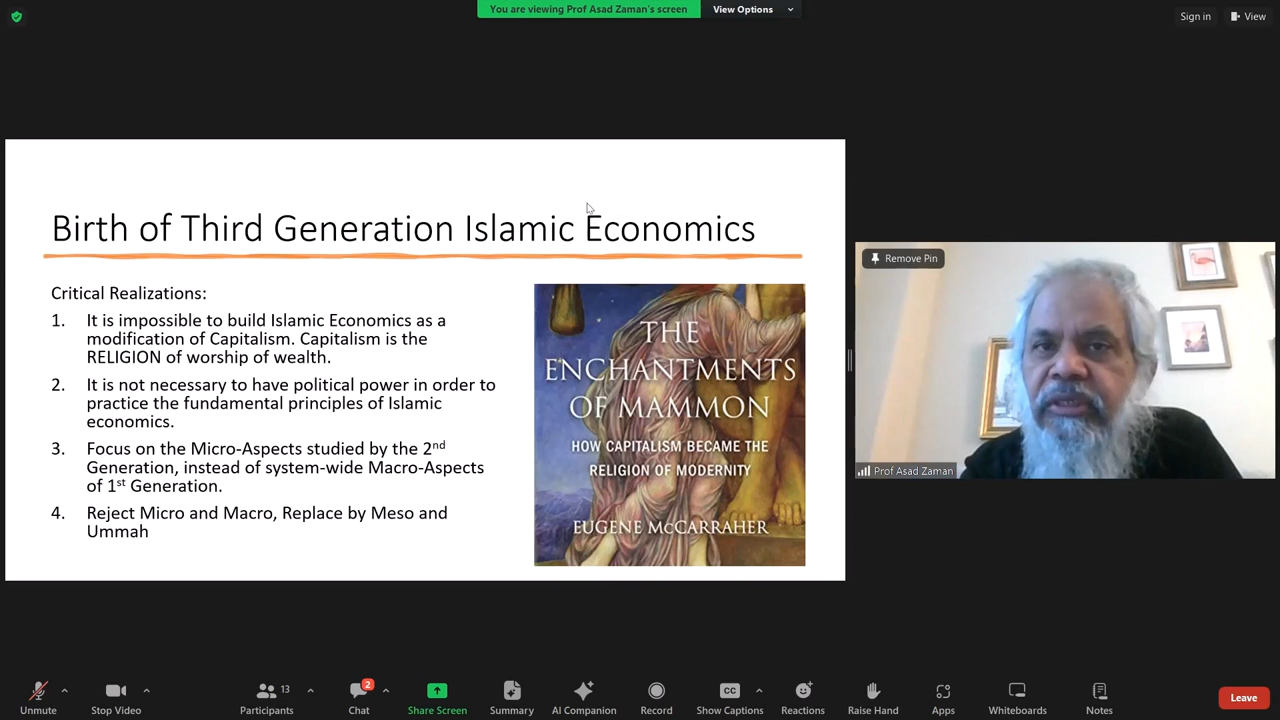 You are viewing Prof Asad Zaman's screen
View Options
Sign in
View
Birth of Third Generation Islamic Economics
Critical Realizations:
1. It is impossible to build Islamic Economics as a
modification of Capitalism. Capitalism is the
RELIGION of worship of wealth.
2. It is not necessary to have political power in order to
practice the fundamental principles of Islamic
economics.
3. Focus on the Micro-Aspects studied by the 2nd
Generation, instead of system-wide Macro-Aspects
of 1st Generation.
4. Reject Micro and Macro, Replace by Meso and
Ummah
THE
ENCHANTMENTS
OF MAMMON
HOW CAPITALISM BECAME THE
RELIGION OF MODERNITY
EUGENE McCARRAHER
Remove Pin
Prof Asad Zaman
Unmute
Stop Video
Participants
13
Chat
2
Share Screen
Summary
AI Companion
Record
CC
Show Captions
Reactions
Raise Hand
Apps
Whiteboards
Notes
Leave